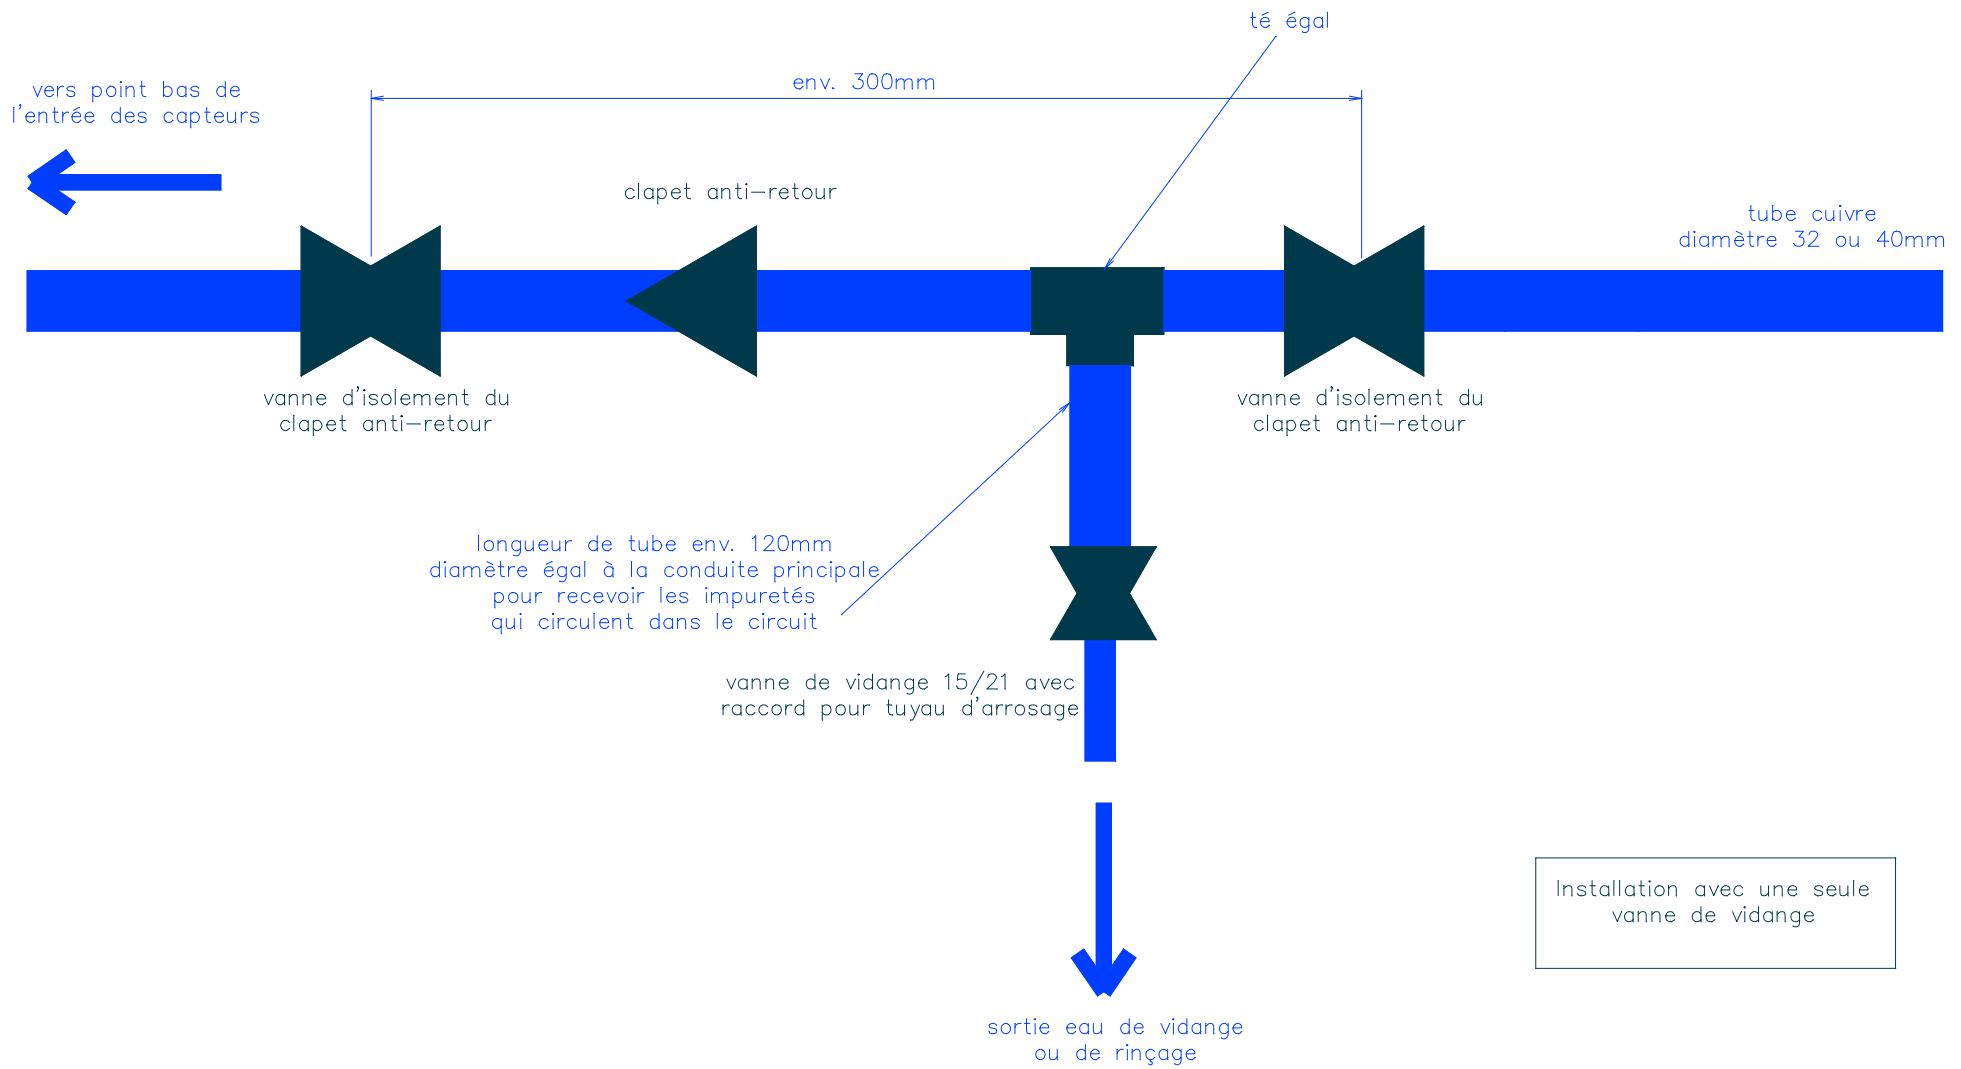 té égal
env. 300mm
vers point bas de
l'entrée des capteurs
clapet anti-retour
tube cuivre
diamètre 32 ou 40mm
vanne d'isolement du
clapet anti-retour
vanne d'isolement du
clapet anti-retour
longueur de tube env. 120mm
diamètre égal à la conduite principale
pour recevoir les impuretés
qui circulent dans le circuit
vanne de vidange 15/21 avec
raccord pour tuyau d'arrosage
Installation avec une seule
vanne de vidange
sortie eau de vidange
ou de rinçage